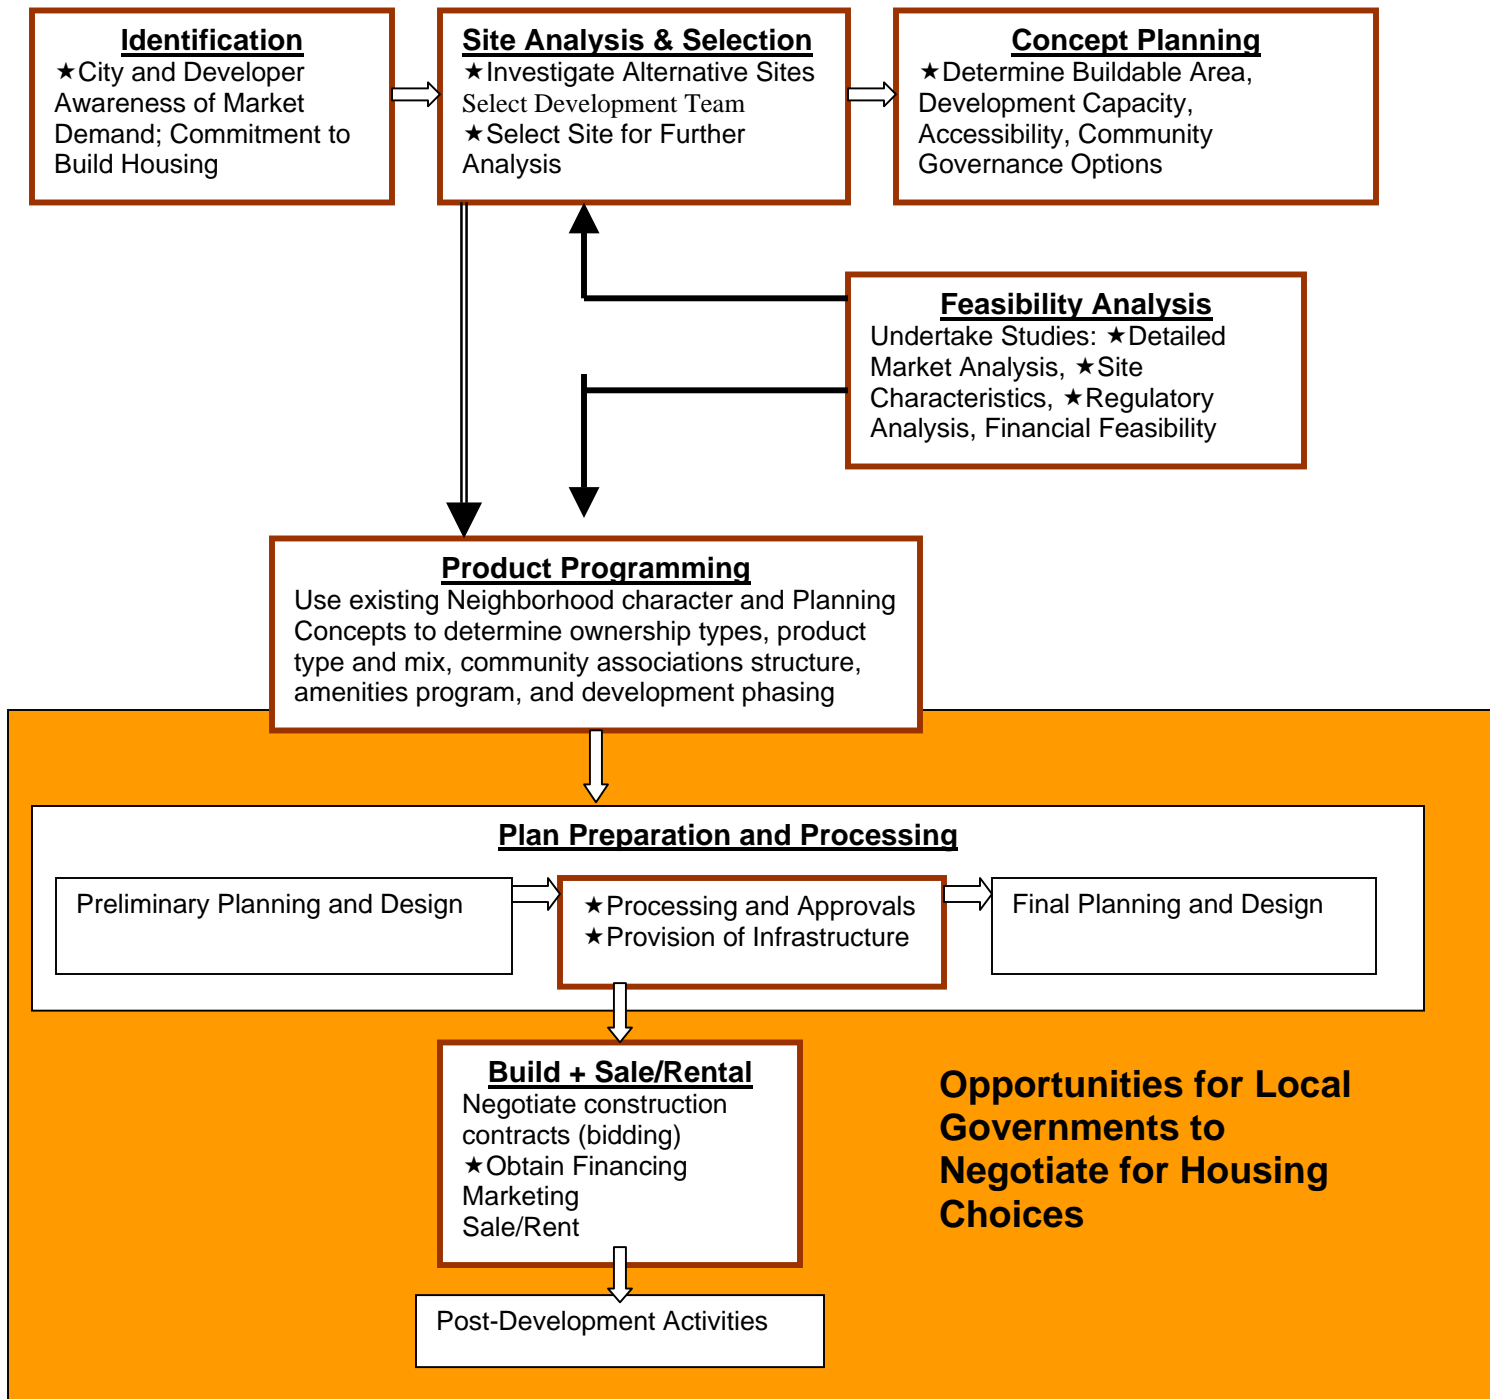 Identification
★City and Developer
Awareness of Market
Demand; Commitment to
Build Housing
Site Analysis & Selection
★Investigate Alternative Sites
Select Development Team
★Select Site for Further
Analysis
Concept Planning
★Determine Buildable Area,
Development Capacity,
Accessibility, Community
Governance Options
Feasibility Analysis
Undertake Studies: ★Detailed
Market Analysis, ★Site
Characteristics, ★Regulatory
Analysis, Financial Feasibility
Product Programming
Use existing Neighborhood character and Planning
Concepts to determine ownership types, product
type and mix, community associations structure,
amenities program, and development phasing
Plan Preparation and Processing
Preliminary Planning and Design
★Processing and Approvals
★Provision of Infrastructure
Final Planning and Design
Build + Sale/Rental
Negotiate construction
contracts (bidding)
★Obtain Financing
Marketing
Sale/Rent
Opportunities for Local
Governments to
Negotiate for Housing
Choices
Post-Development Activities